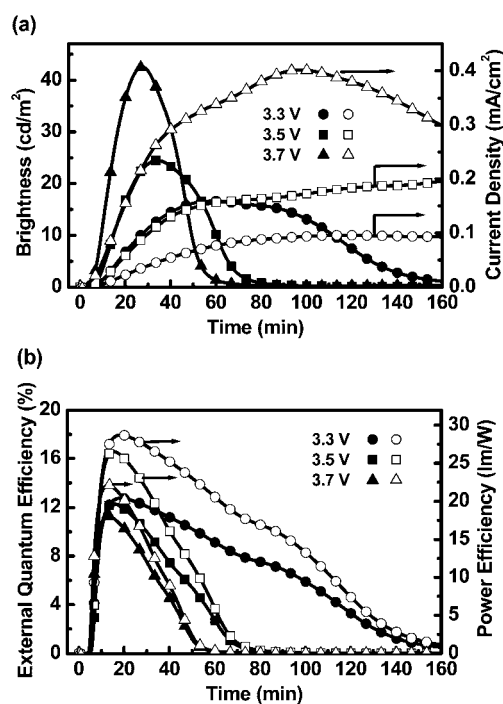 (a)
Brightness (cd/m²)
40
30
20
10
0
3.3 V
3.5 V
3.7 V
0.4
0.3
0.2
0.1
0.0
Current Density (mA/cm²)
0 20 40 60 80 100 120 140 160
Time (min)
(b)
External Quantum Efficiency (%)
18
16
12
8
4
0
3.3 V
3.5 V
3.7 V
30
25
20
15
10
5
0
Power Efficiency (lm/W)
0 20 40 60 80 100 120 140 160
Time (min)